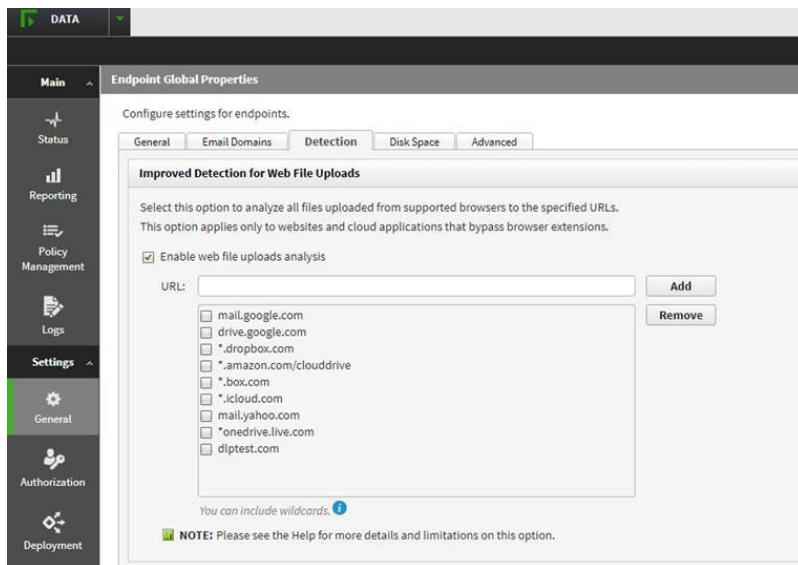 DATA
Main
Status
Reporting
Policy
Management
Logs
Settings
General
Authorization
Deployment
Endpoint Global Properties
Configure settings for endpoints.
General Email Domains Detection Disk Space Advanced
Improved Detection for Web File Uploads
Select this option to analyze all files uploaded from supported browsers to the specified URLs.
This option applies only to websites and cloud applications that bypass browser extensions.
Enable web file uploads analysis
URL: Add
Remove
mail.google.com
drive.google.com
*.dropbox.com
*.amazon.com/clouddrive
*.box.com
*.icloud.com
mail.yahoo.com
*onedrive.live.com
dlptest.com
You can include wildcards.
NOTE: Please see the Help for more details and limitations on this option.